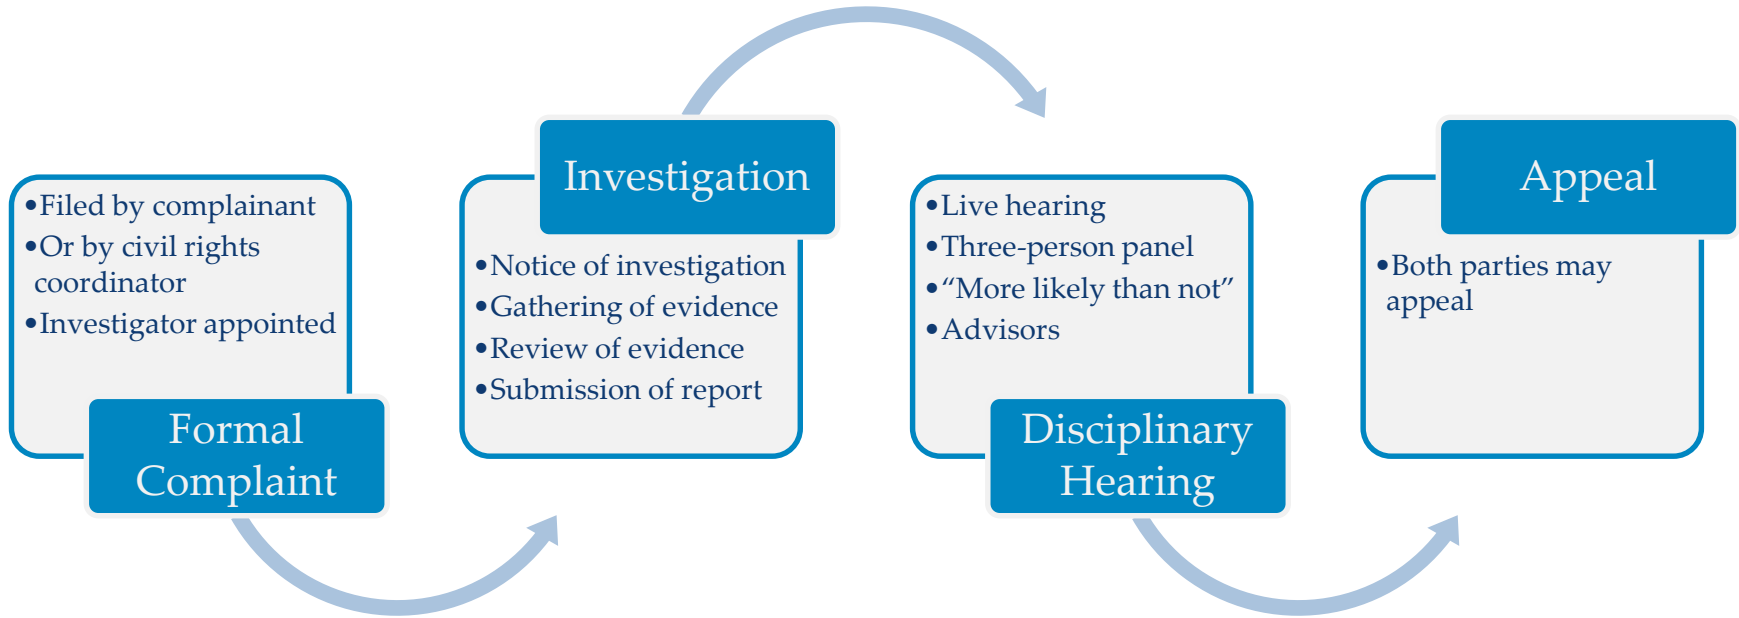 •Filed by complainant
•Or by civil rights
coordinator
•Investigator appointed
Formal
Complaint
Investigation
•Notice of investigation
•Gathering of evidence
•Review of evidence
•Submission of report
•Live hearing
•Three-person panel
•“More likely than not”
•Advisors
Disciplinary
Hearing
Appeal
•Both parties may
appeal